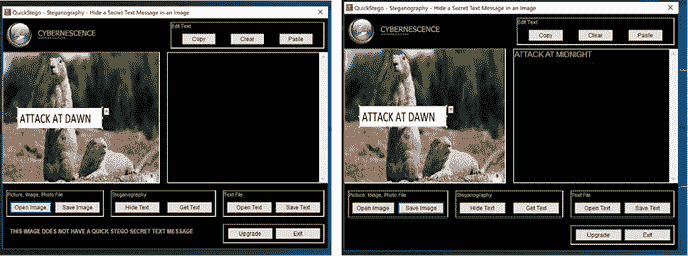 QuickStego - Steganography - Hide a Secret Text Message in an Image
CYBERNESCENCE
Edit Text
Copy Clear Paste
ATTACK AT DAWN
Picture, Image, Photo File
Open Image Save Image
Steganography
Hide Text Get Text
Text File
Open Text Save Text
THIS IMAGE DOES NOT HAVE A QUICK STEGO SECRET TEXT MESSAGE
Upgrade Exit
QuickStego - Steganography - Hide a Secret Text Message in an Image
CYBERNESCENCE
Edit Text
Copy Clear Paste
ATTACK AT MIDNIGHT
ATTACK AT DAWN
Picture, Image, Photo File
Open Image Save Image
Steganography
Hide Text Get Text
Text File
Open Text Save Text
Upgrade Exit